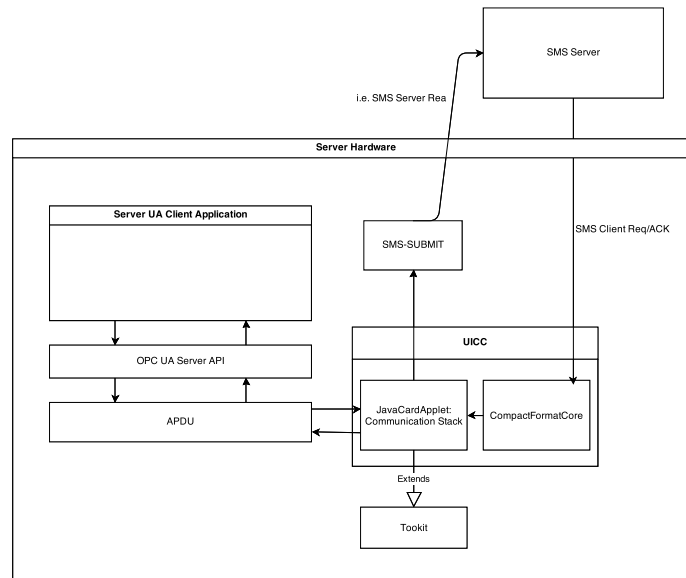 SMS Server
i.e. SMS Server Rea
Server Hardware
Server UA Client Application
SMS-SUBMIT
SMS Client Req/ACK
UICC
OPC UA Server API
JavaCardApplet:
Communication Stack
CompactFormatCore
APDU
Extends
Tookit